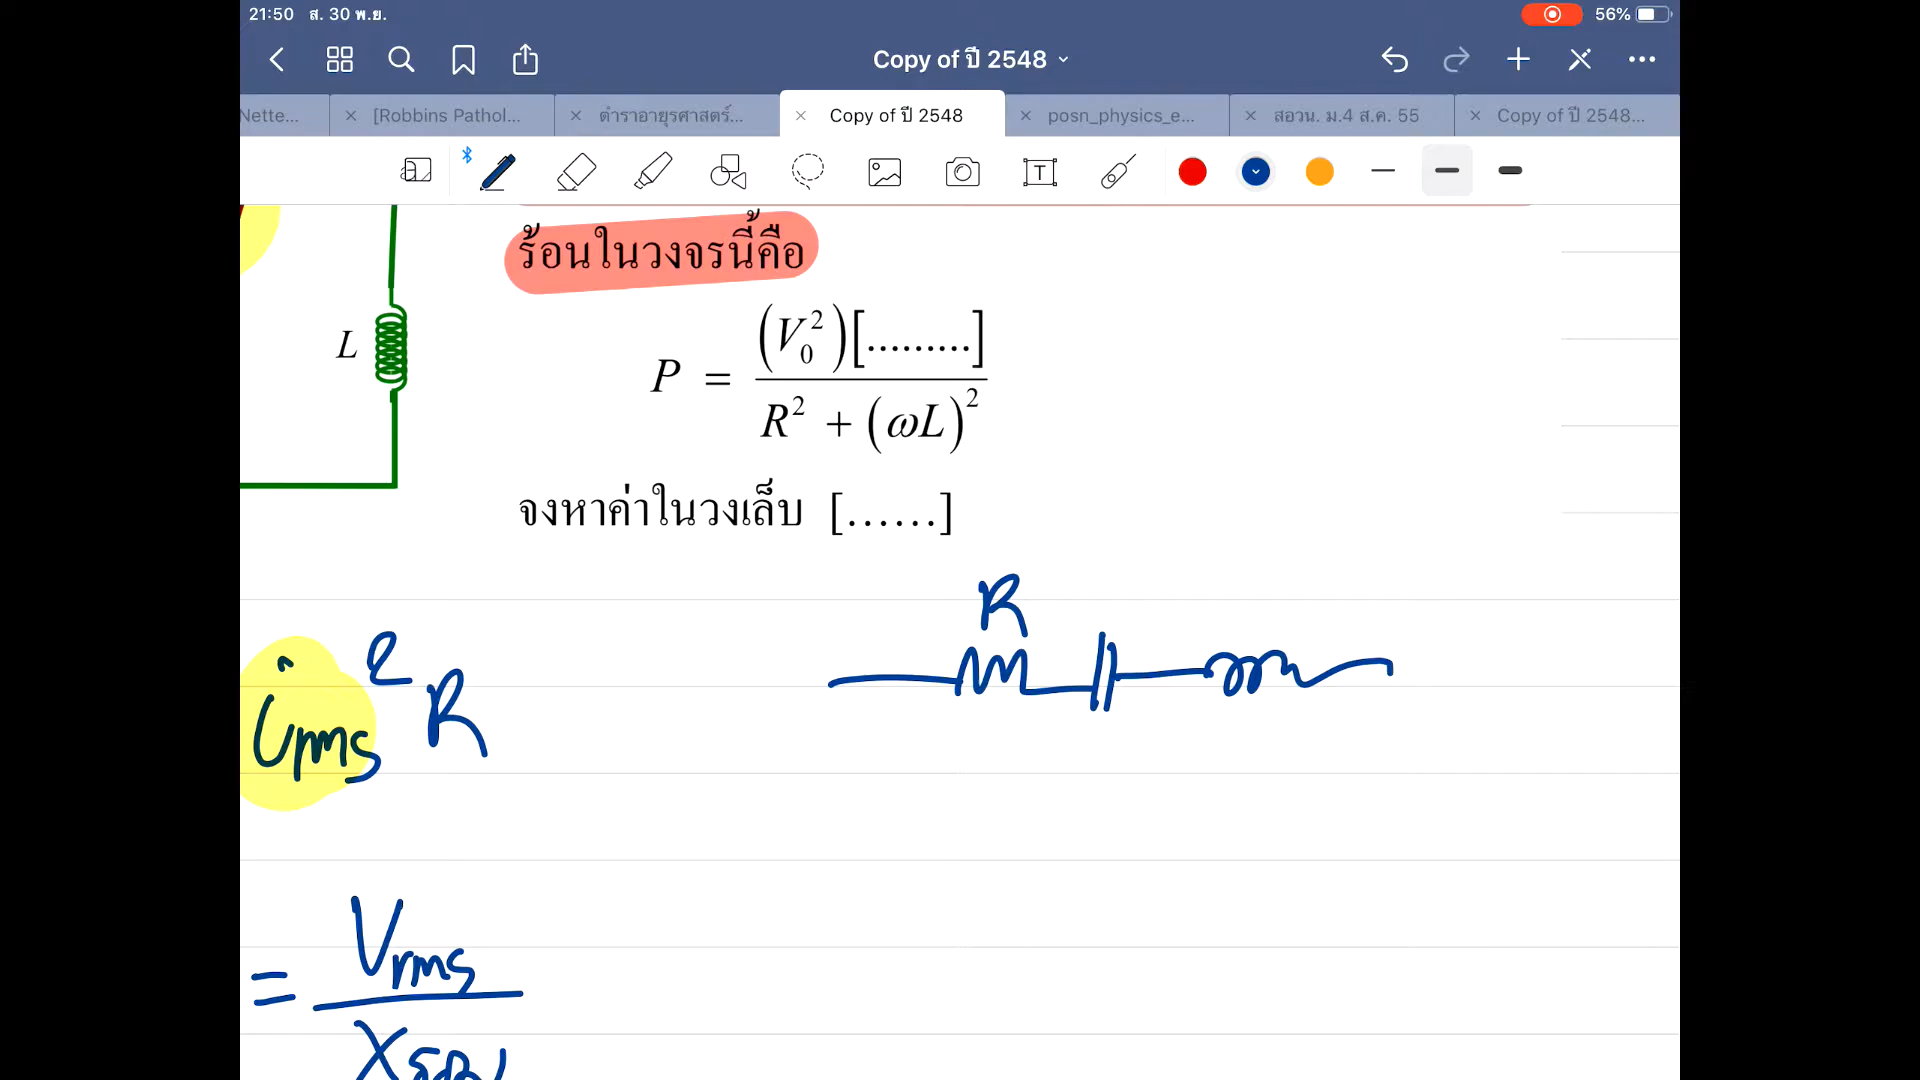 21:50 ส. 30 พ.ย.
56%
Copy of ปี 2548
Nette...
[Robbins Pathol...
ตำราอายุรศาสตร์...
Copy of ปี 2548
posn_physics_e...
สอวน. ม.4 ส.ค. 55
Copy of ปี 2548...
ร้อนในวงจรนี้คือ
L
P = (V₀²)[.........] / R² + (ωL)²
จงหาค่าในวงเล็บ [......]
R
i rms² R
= Vrms / Xรวม